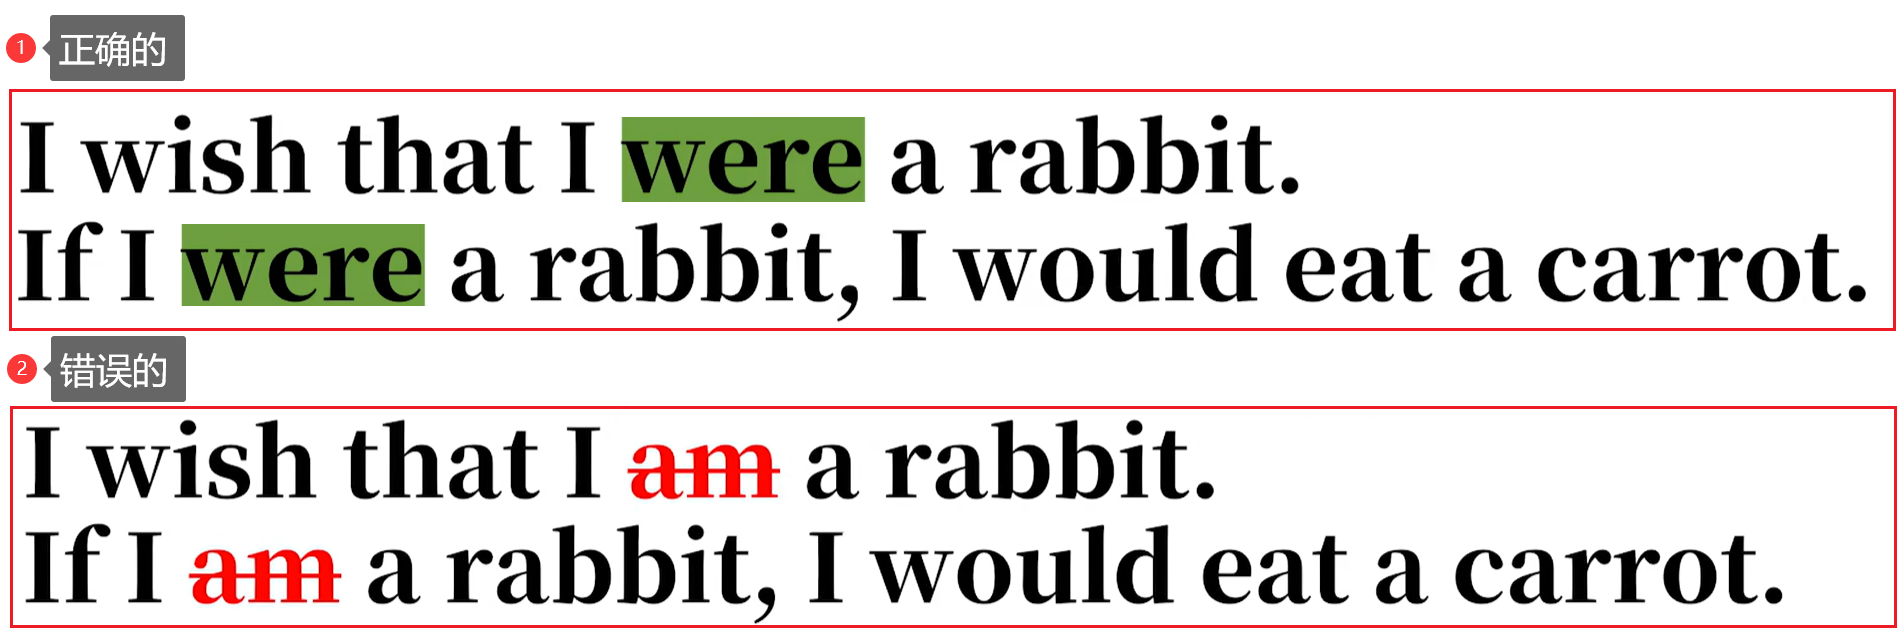 1 正确的
I wish that I were a rabbit.
If I were a rabbit, I would eat a carrot.
2 错误的
I wish that I am a rabbit.
If I am a rabbit, I would eat a carrot.